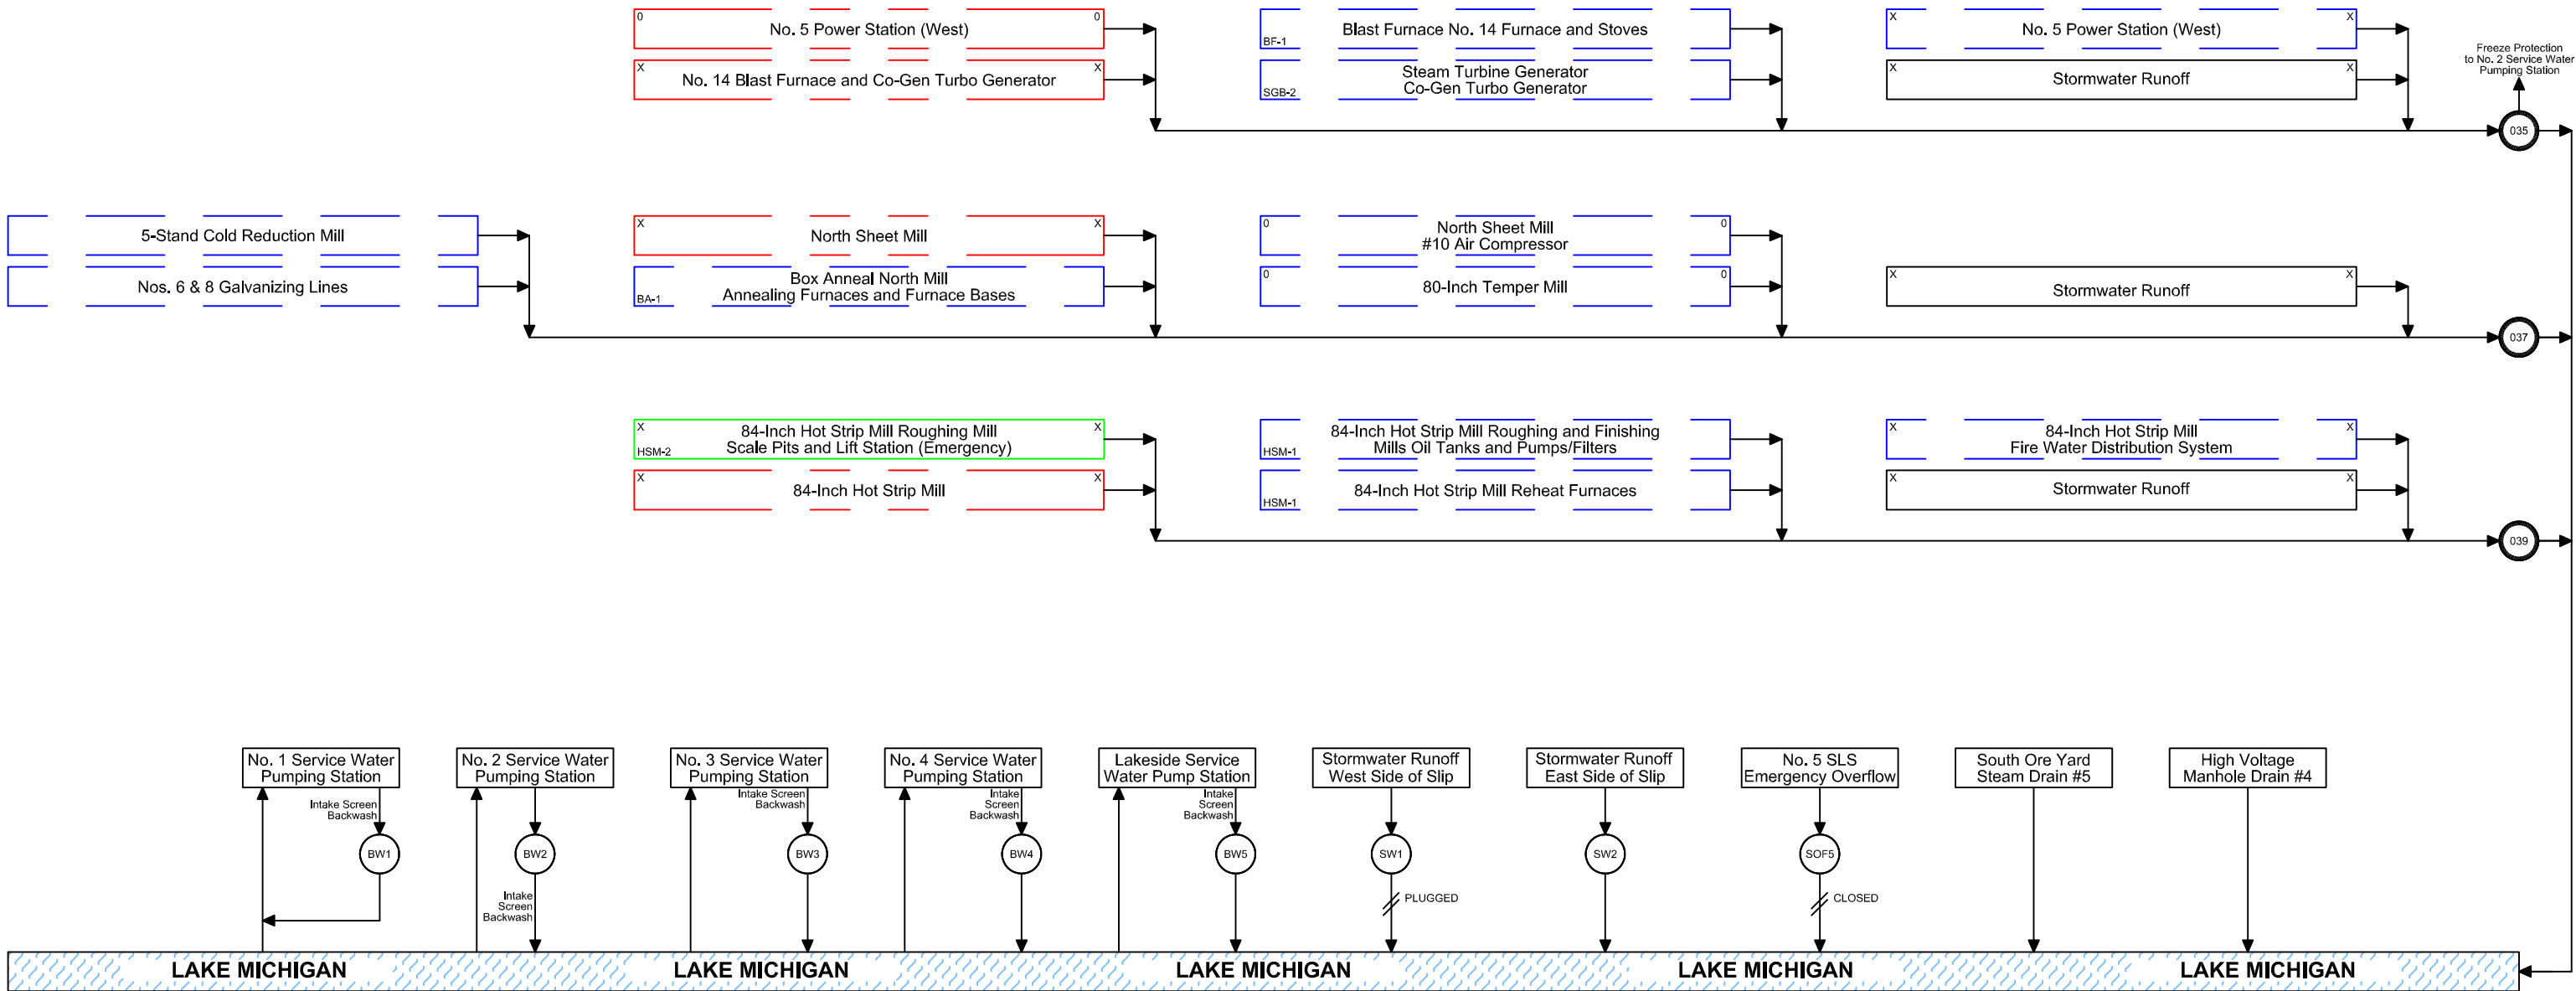 0
0
No. 5 Power Station (West)
X
X
No. 14 Blast Furnace and Co-Gen Turbo Generator
Blast Furnace No. 14 Furnace and Stoves
BF-1
Steam Turbine Generator
Co-Gen Turbo Generator
SGB-2
X
X
No. 5 Power Station (West)
X
X
Stormwater Runoff
Freeze Protection
to No. 2 Service Water
Pumping Station
035
5-Stand Cold Reduction Mill
Nos. 6 & 8 Galvanizing Lines
X
X
North Sheet Mill
Box Anneal North Mill
Annealing Furnaces and Furnace Bases
BA-1
0
0
North Sheet Mill
#10 Air Compressor
0
0
80-Inch Temper Mill
X
X
Stormwater Runoff
037
X
X
84-Inch Hot Strip Mill Roughing Mill
Scale Pits and Lift Station (Emergency)
HSM-2
X
X
84-Inch Hot Strip Mill
84-Inch Hot Strip Mill Roughing and Finishing
Mills Oil Tanks and Pumps/Filters
HSM-1
84-Inch Hot Strip Mill Reheat Furnaces
HSM-1
X
X
84-Inch Hot Strip Mill
Fire Water Distribution System
X
X
Stormwater Runoff
039
No. 1 Service Water
Pumping Station
Intake Screen
Backwash
BW1
No. 2 Service Water
Pumping Station
BW2
Intake
Screen
Backwash
No. 3 Service Water
Pumping Station
Intake Screen
Backwash
BW3
No. 4 Service Water
Pumping Station
Intake
Screen
Backwash
BW4
Lakeside Service
Water Pump Station
Intake
Screen
Backwash
BW5
Stormwater Runoff
West Side of Slip
SW1
PLUGGED
Stormwater Runoff
East Side of Slip
SW2
No. 5 SLS
Emergency Overflow
SOF5
CLOSED
South Ore Yard
Steam Drain #5
High Voltage
Manhole Drain #4
LAKE MICHIGAN
LAKE MICHIGAN
LAKE MICHIGAN
LAKE MICHIGAN
LAKE MICHIGAN